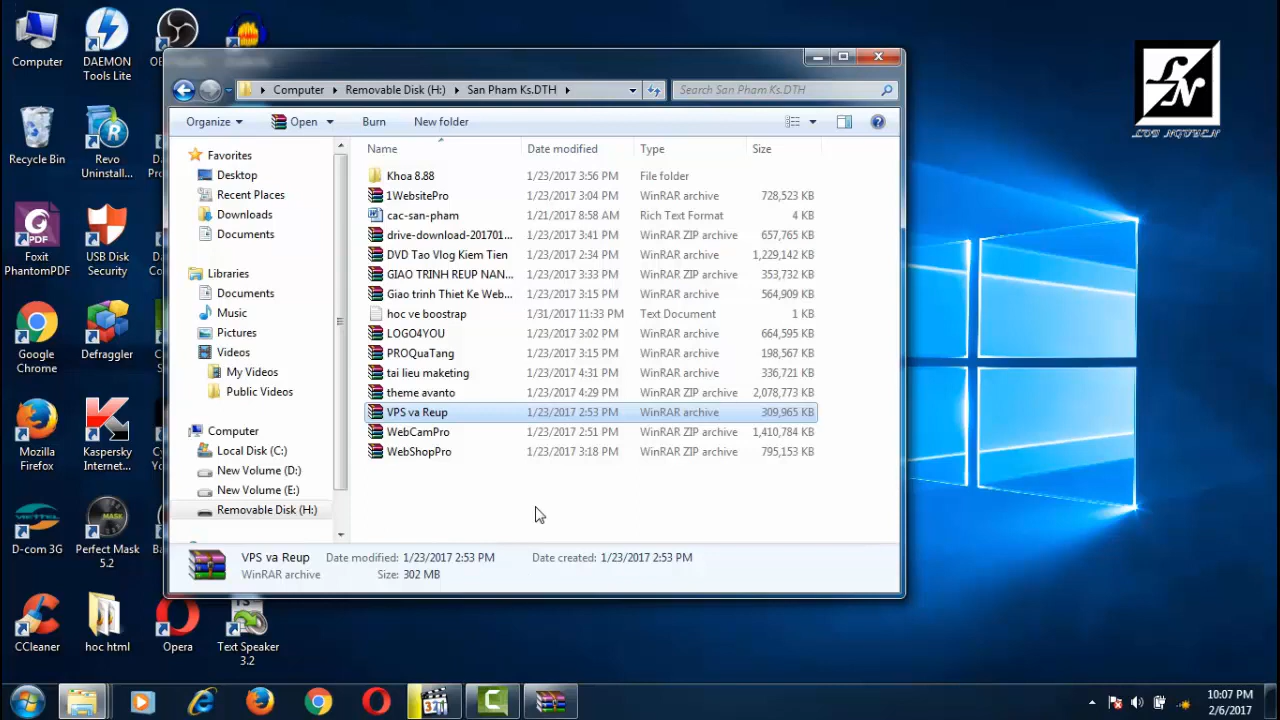 Computer
DAEMON
Tools Lite
Recycle Bin
Revo
Uninstall...
Foxit
PhantomPDF
USB Disk
Security
Google
Chrome
Defraggler
Mozilla
Firefox
Kaspersky
Internet...
D-com 3G
Perfect Mask
5.2
CCleaner
hoc html
Opera
Text Speaker
3.2
Computer Removable Disk (H:) San Pham Ks.DTH
Search San Pham Ks.DTH
Organize Open Burn New folder
Favorites
Desktop
Recent Places
Downloads
Documents
Libraries
Documents
Music
Pictures
Videos
My Videos
Public Videos
Computer
Local Disk (C:)
New Volume (D:)
New Volume (E:)
Removable Disk (H:)
Name Date modified Type Size
Khoa 8.88 1/23/2017 3:56 PM File folder
1WebsitePro 1/23/2017 3:04 PM WinRAR archive 728,523 KB
cac-san-pham 1/21/2017 8:58 AM Rich Text Format 4 KB
drive-download-201701... 1/23/2017 3:41 PM WinRAR ZIP archive 657,765 KB
DVD Tao Vlog Kiem Tien 1/23/2017 2:34 PM WinRAR archive 1,229,142 KB
GIAO TRINH REUP NAN... 1/23/2017 3:33 PM WinRAR ZIP archive 353,732 KB
Giao trinh Thiet Ke Web... 1/23/2017 3:15 PM WinRAR archive 564,909 KB
hoc ve boostrap 1/31/2017 11:33 PM Text Document 1 KB
LOGO4YOU 1/23/2017 3:02 PM WinRAR archive 664,595 KB
PROQuaTang 1/23/2017 3:15 PM WinRAR archive 198,567 KB
tai lieu maketing 1/23/2017 4:31 PM WinRAR archive 336,721 KB
theme avanto 1/23/2017 4:29 PM WinRAR ZIP archive 2,078,773 KB
VPS va Reup 1/23/2017 2:53 PM WinRAR archive 309,965 KB
WebCamPro 1/23/2017 2:51 PM WinRAR ZIP archive 1,410,784 KB
WebShopPro 1/23/2017 3:18 PM WinRAR archive 795,153 KB
VPS va Reup Date modified: 1/23/2017 2:53 PM Date created: 1/23/2017 2:53 PM
WinRAR archive Size: 302 MB
LN
10:07 PM
2/6/2017